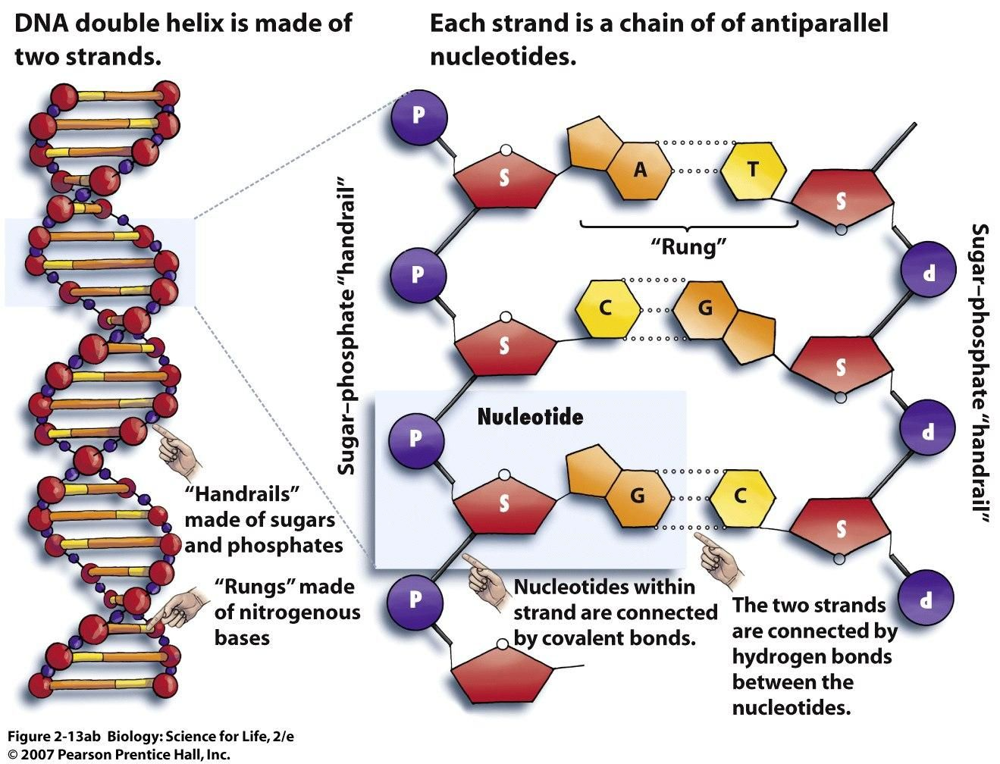 DNA double helix is made of
two strands.
Each strand is a chain of of antiparallel
nucleotides.
P
S
A
T
S
"Rung"
P
P
Sugar–phosphate "handrail"
Sugar–phosphate "handrail"
C
G
S
S
Nucleotide
P
P
S
G
C
S
"Handrails"
made of sugars
and phosphates
"Rungs" made
of nitrogenous
bases
P
P
Nucleotides within
strand are connected
by covalent bonds.
The two strands
are connected by
hydrogen bonds
between the
nucleotides.
Figure 2-13ab Biology: Science for Life, 2/e
© 2007 Pearson Prentice Hall, Inc.